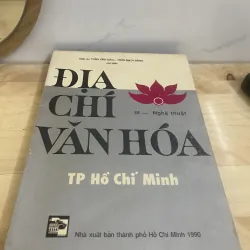 ĐỊA
CHÍ
III — Nghệ thuật
VĂN HÓA
TP Hồ Chí Minh
Nhà xuất bản thành phố Hồ Chí Minh 1990